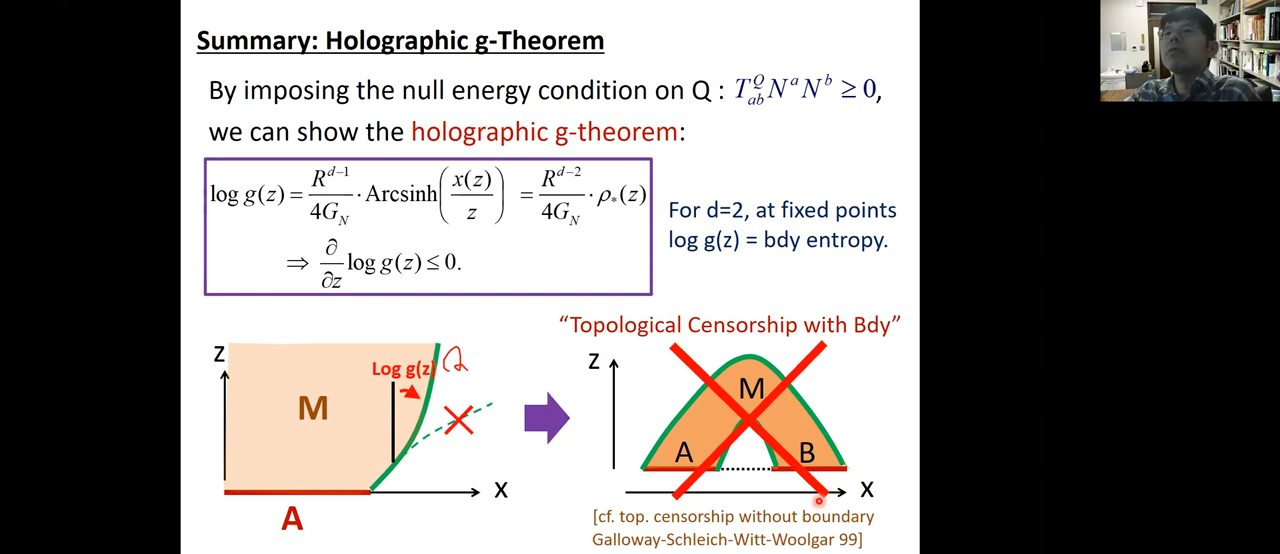 Summary: Holographic g-Theorem
By imposing the null energy condition on Q : T^Q_{ab} N^a N^b ≥ 0,
we can show the holographic g-theorem:
log g(z) = R^{d-1}/4G_N · Arcsinh(x(z)/z) = R^{d-2}/4G_N · ρ_*(z)
⇒ ∂/∂z log g(z) ≤ 0.
For d=2, at fixed points
log g(z) = bdy entropy.
"Topological Censorship with Bdy"
Z
Log g(z)
Q
M
X
A
Z
M
A
B
X
[cf. top. censorship without boundary
Galloway-Schleich-Witt-Woolgar 99]